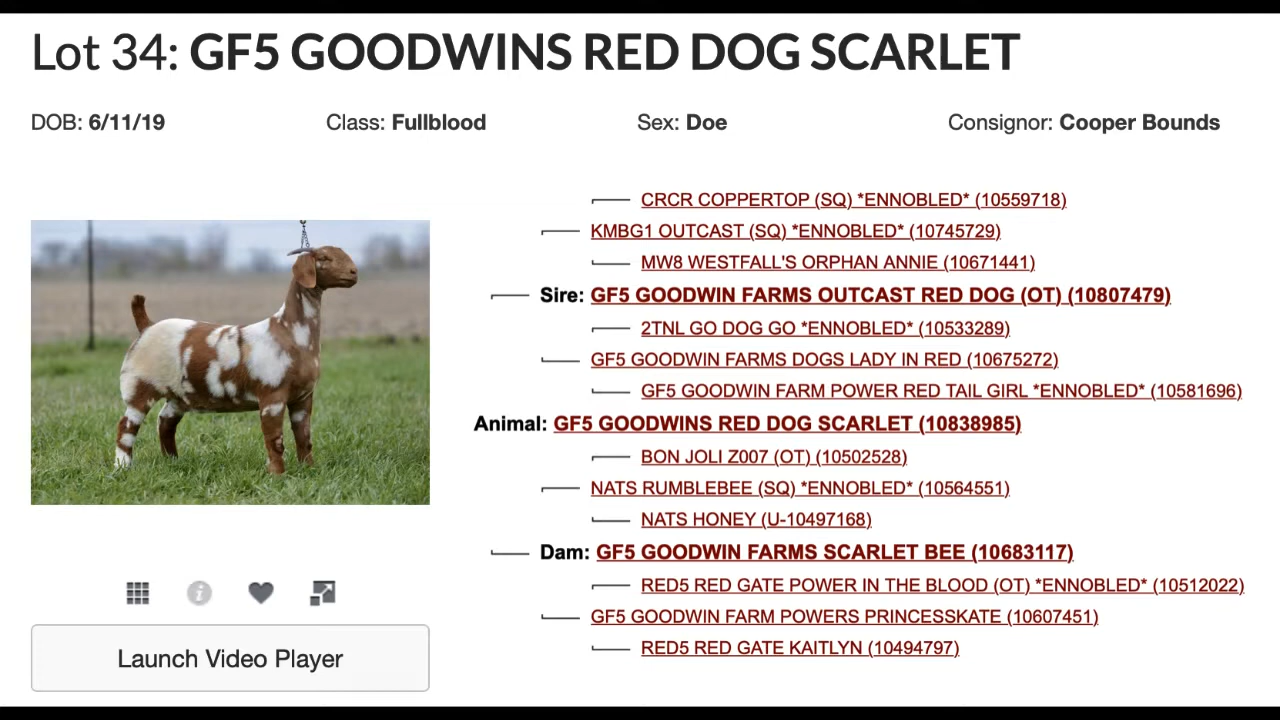 Lot 34: GF5 GOODWINS RED DOG SCARLET
DOB: 6/11/19 Class: Fullblood Sex: Doe Consignor: Cooper Bounds
CRCR COPPERTOP (SQ) *ENNOBLED* (10559718)
KMBG1 OUTCAST (SQ) *ENNOBLED* (10745729)
MW8 WESTFALL'S ORPHAN ANNIE (10671441)
Sire: GF5 GOODWIN FARMS OUTCAST RED DOG (OT) (10807479)
2TNL GO DOG GO *ENNOBLED* (10533289)
GF5 GOODWIN FARMS DOGS LADY IN RED (10675272)
GF5 GOODWIN FARM POWER RED TAIL GIRL *ENNOBLED* (10581696)
Animal: GF5 GOODWINS RED DOG SCARLET (10838985)
BON JOLI Z007 (OT) (10502528)
NATS RUMBLEBEE (SQ) *ENNOBLED* (10564551)
NATS HONEY (U-10497168)
Dam: GF5 GOODWIN FARMS SCARLET BEE (10683117)
RED5 RED GATE POWER IN THE BLOOD (OT) *ENNOBLED* (10512022)
GF5 GOODWIN FARM POWERS PRINCESSKATE (10607451)
RED5 RED GATE KAITLYN (10494797)
Launch Video Player